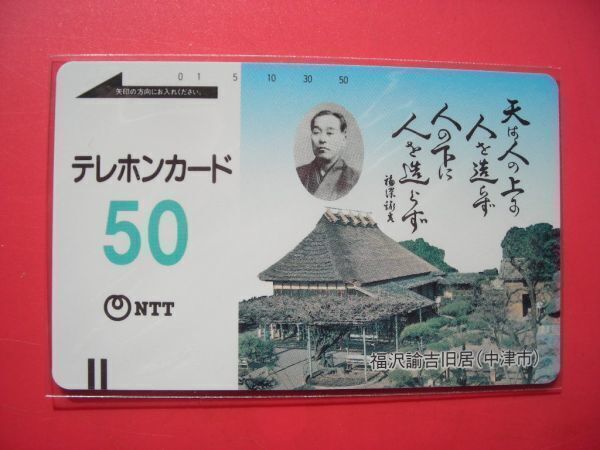 0 1 5 10 30 50
矢印の方向にお入れください。
テレホンカード
50
NTT
天は人の上に
人を造らず
人の下に
人を造らず
福澤諭吉
福沢諭吉旧居(中津市)